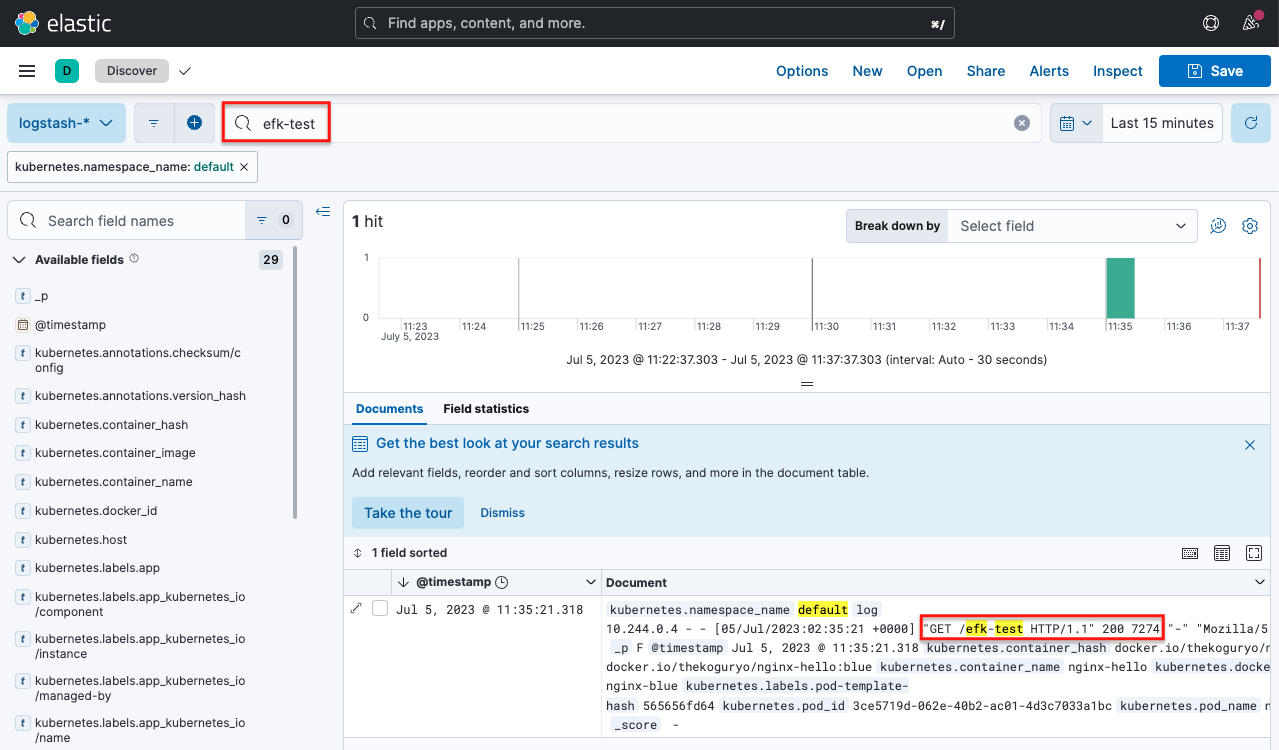 elastic
Find apps, content, and more.
⌘/
D
Discover
Options
New
Open
Share
Alerts
Inspect
Save
logstash-*
efk-test
Last 15 minutes
kubernetes.namespace_name: default
Search field names
0
Available fields
29
_p
@timestamp
kubernetes.annotations.checksum/c
onfig
kubernetes.annotations.version_hash
kubernetes.container_hash
kubernetes.container_image
kubernetes.container_name
kubernetes.docker_id
kubernetes.host
kubernetes.labels.app
kubernetes.labels.app_kubernetes_io
/component
kubernetes.labels.app_kubernetes_io
/instance
kubernetes.labels.app_kubernetes_io
/managed-by
kubernetes.labels.app_kubernetes_io
/name
1 hit
Break down by
Select field
1
0
11:23
11:24
11:25
11:26
11:27
11:28
11:29
11:30
11:31
11:32
11:33
11:34
11:35
11:36
11:37
July 5, 2023
Jul 5, 2023 @ 11:22:37.303 - Jul 5, 2023 @ 11:37:37.303 (interval: Auto - 30 seconds)
Documents
Field statistics
Get the best look at your search results
Add relevant fields, reorder and sort columns, resize rows, and more in the document table.
Take the tour
Dismiss
1 field sorted
@timestamp
Document
Jul 5, 2023 @ 11:35:21.318
kubernetes.namespace_name default log
10.244.0.4 - - [05/Jul/2023:02:35:21 +0000] "GET /efk-test HTTP/1.1" 200 7274 "-" "Mozilla/5
_p F @timestamp Jul 5, 2023 @ 11:35:21.318 kubernetes.container_hash docker.io/thekoguryo/n
docker.io/thekoguryo/nginx-hello:blue kubernetes.container_name nginx-hello kubernetes.docke
nginx-blue kubernetes.labels.pod-template-
hash 565656fd64 kubernetes.pod_id 3ce5719d-062e-40b2-ac01-4d3c7033a1bc kubernetes.pod_name n
_score -